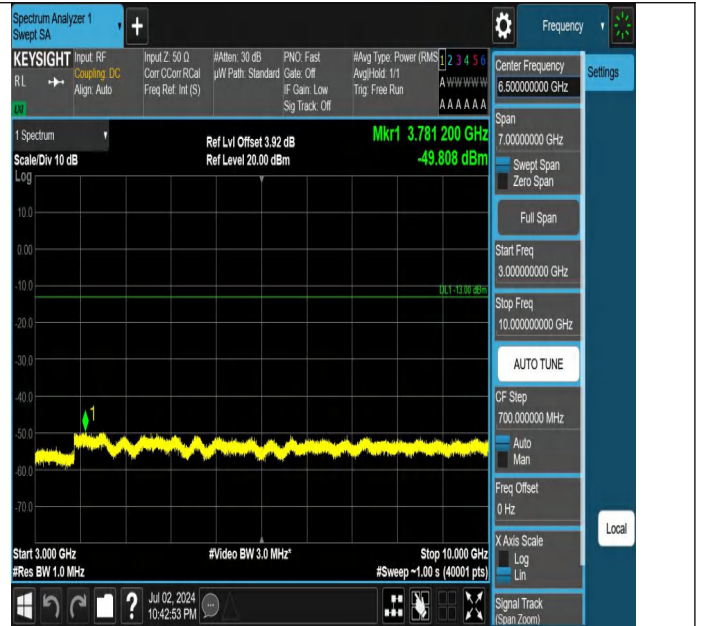 Spectrum Analyzer 1
Swept SA
Frequency
KEYSIGHT
RL
LXI
Input: RF
Coupling: DC
Align: Auto
Input Z: 50 Ω
Corr CCorr RCal
Freq Ref: Int (S)
#Atten: 30 dB
µW Path: Standard
PNO: Fast
Gate: Off
IF Gain: Low
Sig Track: Off
#Avg Type: Power (RMS
Avg|Hold: 1/1
Trig: Free Run
1 2 3 4 5 6
A W W W W W
A A A A A A
1 Spectrum
Scale/Div 10 dB
Log
Ref Lvl Offset 3.92 dB
Ref Level 20.00 dBm
Mkr1 3.781 200 GHz
-49.808 dBm
10.0
0.00
-10.0
DL1 -13.00 dBm
-20.0
-30.0
-40.0
1
-50.0
-60.0
-70.0
Start 3.000 GHz
#Res BW 1.0 MHz
#Video BW 3.0 MHz*
Stop 10.000 GHz
#Sweep ~1.00 s (40001 pts)
Jul 02, 2024
10:42:53 PM
Center Frequency
6.500000000 GHz
Settings
Span
7.00000000 GHz
Swept Span
Zero Span
Full Span
Start Freq
3.000000000 GHz
Stop Freq
10.000000000 GHz
AUTO TUNE
CF Step
700.000000 MHz
Auto
Man
Freq Offset
0 Hz
X Axis Scale
Log
Lin
Local
Signal Track
(Span Zoom)